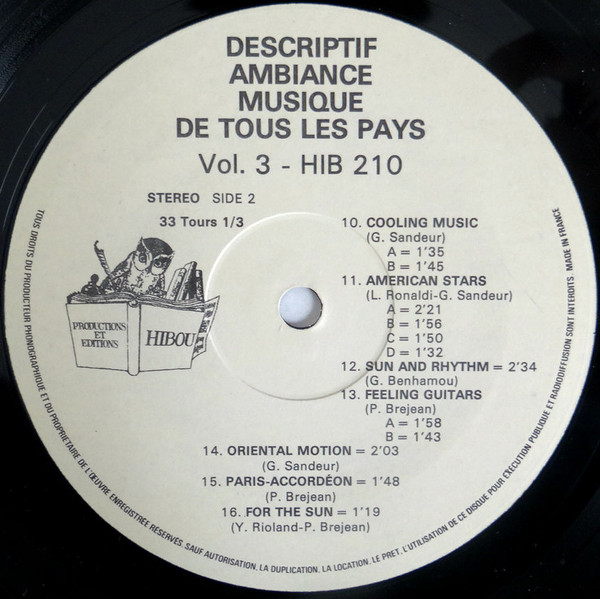 DESCRIPTIF
AMBIANCE
MUSIQUE
DE TOUS LES PAYS
Vol. 3 - HIB 210
STEREO SIDE 2
33 Tours 1/3
PRODUCTIONS
ET
EDITIONS
HIBOU
10. COOLING MUSIC
(G. Sandeur)
A = 1'35
B = 1'45
11. AMERICAN STARS
(L. Ronaldi-G. Sandeur)
A = 2'21
B = 1'56
C = 1'50
D = 1'32
12. SUN AND RHYTHM = 2'34
(G. Benhamou)
13. FEELING GUITARS
(P. Brejean)
A = 1'58
B = 1'43
14. ORIENTAL MOTION = 2'03
(G. Sandeur)
15. PARIS-ACCORDÉON = 1'48
(P. Brejean)
16. FOR THE SUN = 1'19
(Y. Rioland-P. Brejean)
TOUS DROITS DU PRODUCTEUR PHONOGRAPHIQUE ET DU PROPRIETAIRE DE L'ŒUVRE ENREGISTRÉE RÉSERVÉS. SAUF AUTORISATION, LA DUPLICATION, LA LOCATION, LE PRET, L'UTILISATION DE CE DISQUE POUR EXECUTION PUBLIQUE ET RADIODIFFUSION SONT INTERDITS. MADE IN FRANCE